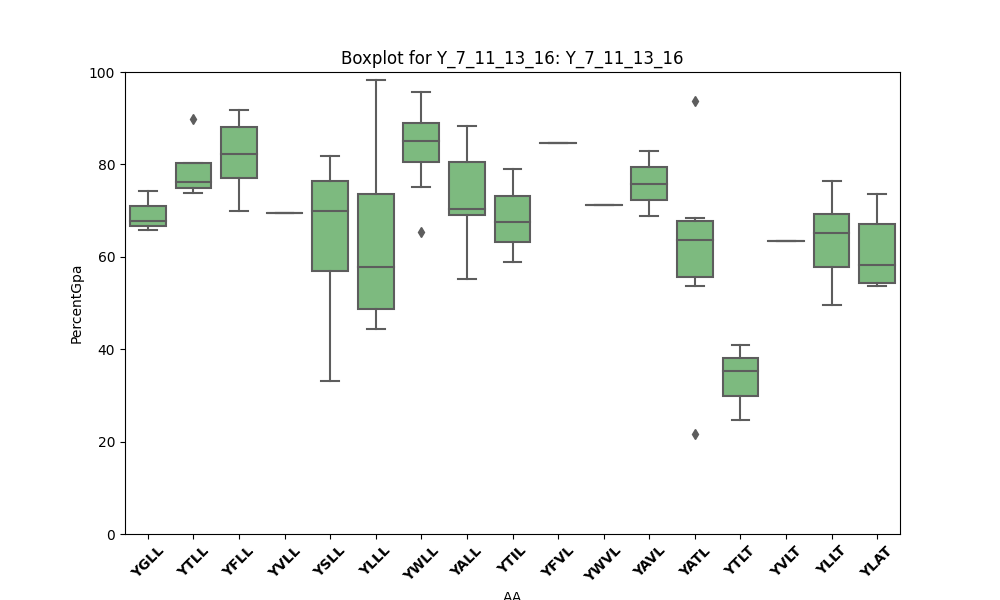 Boxplot for Y_7_11_13_16: Y_7_11_13_16
100
80
60
40
20
0
PercentGpa
YGLL YTLL YFLL YVLL YSLL YLLL YWLL YALL YTIL YFVL YWVL YAVL YATL YTLT YVLT YLLT YLAT
AA